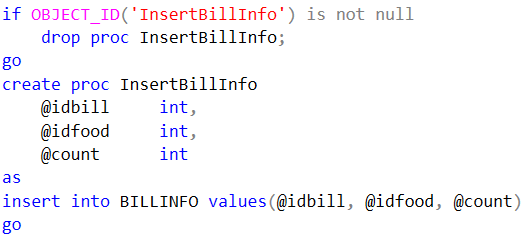 if OBJECT_ID('InsertBillInfo') is not null
    drop proc InsertBillInfo;
go
create proc InsertBillInfo
    @idbill     int,
    @idfood     int,
    @count      int
as
insert into BILLINFO values(@idbill, @idfood, @count)
go